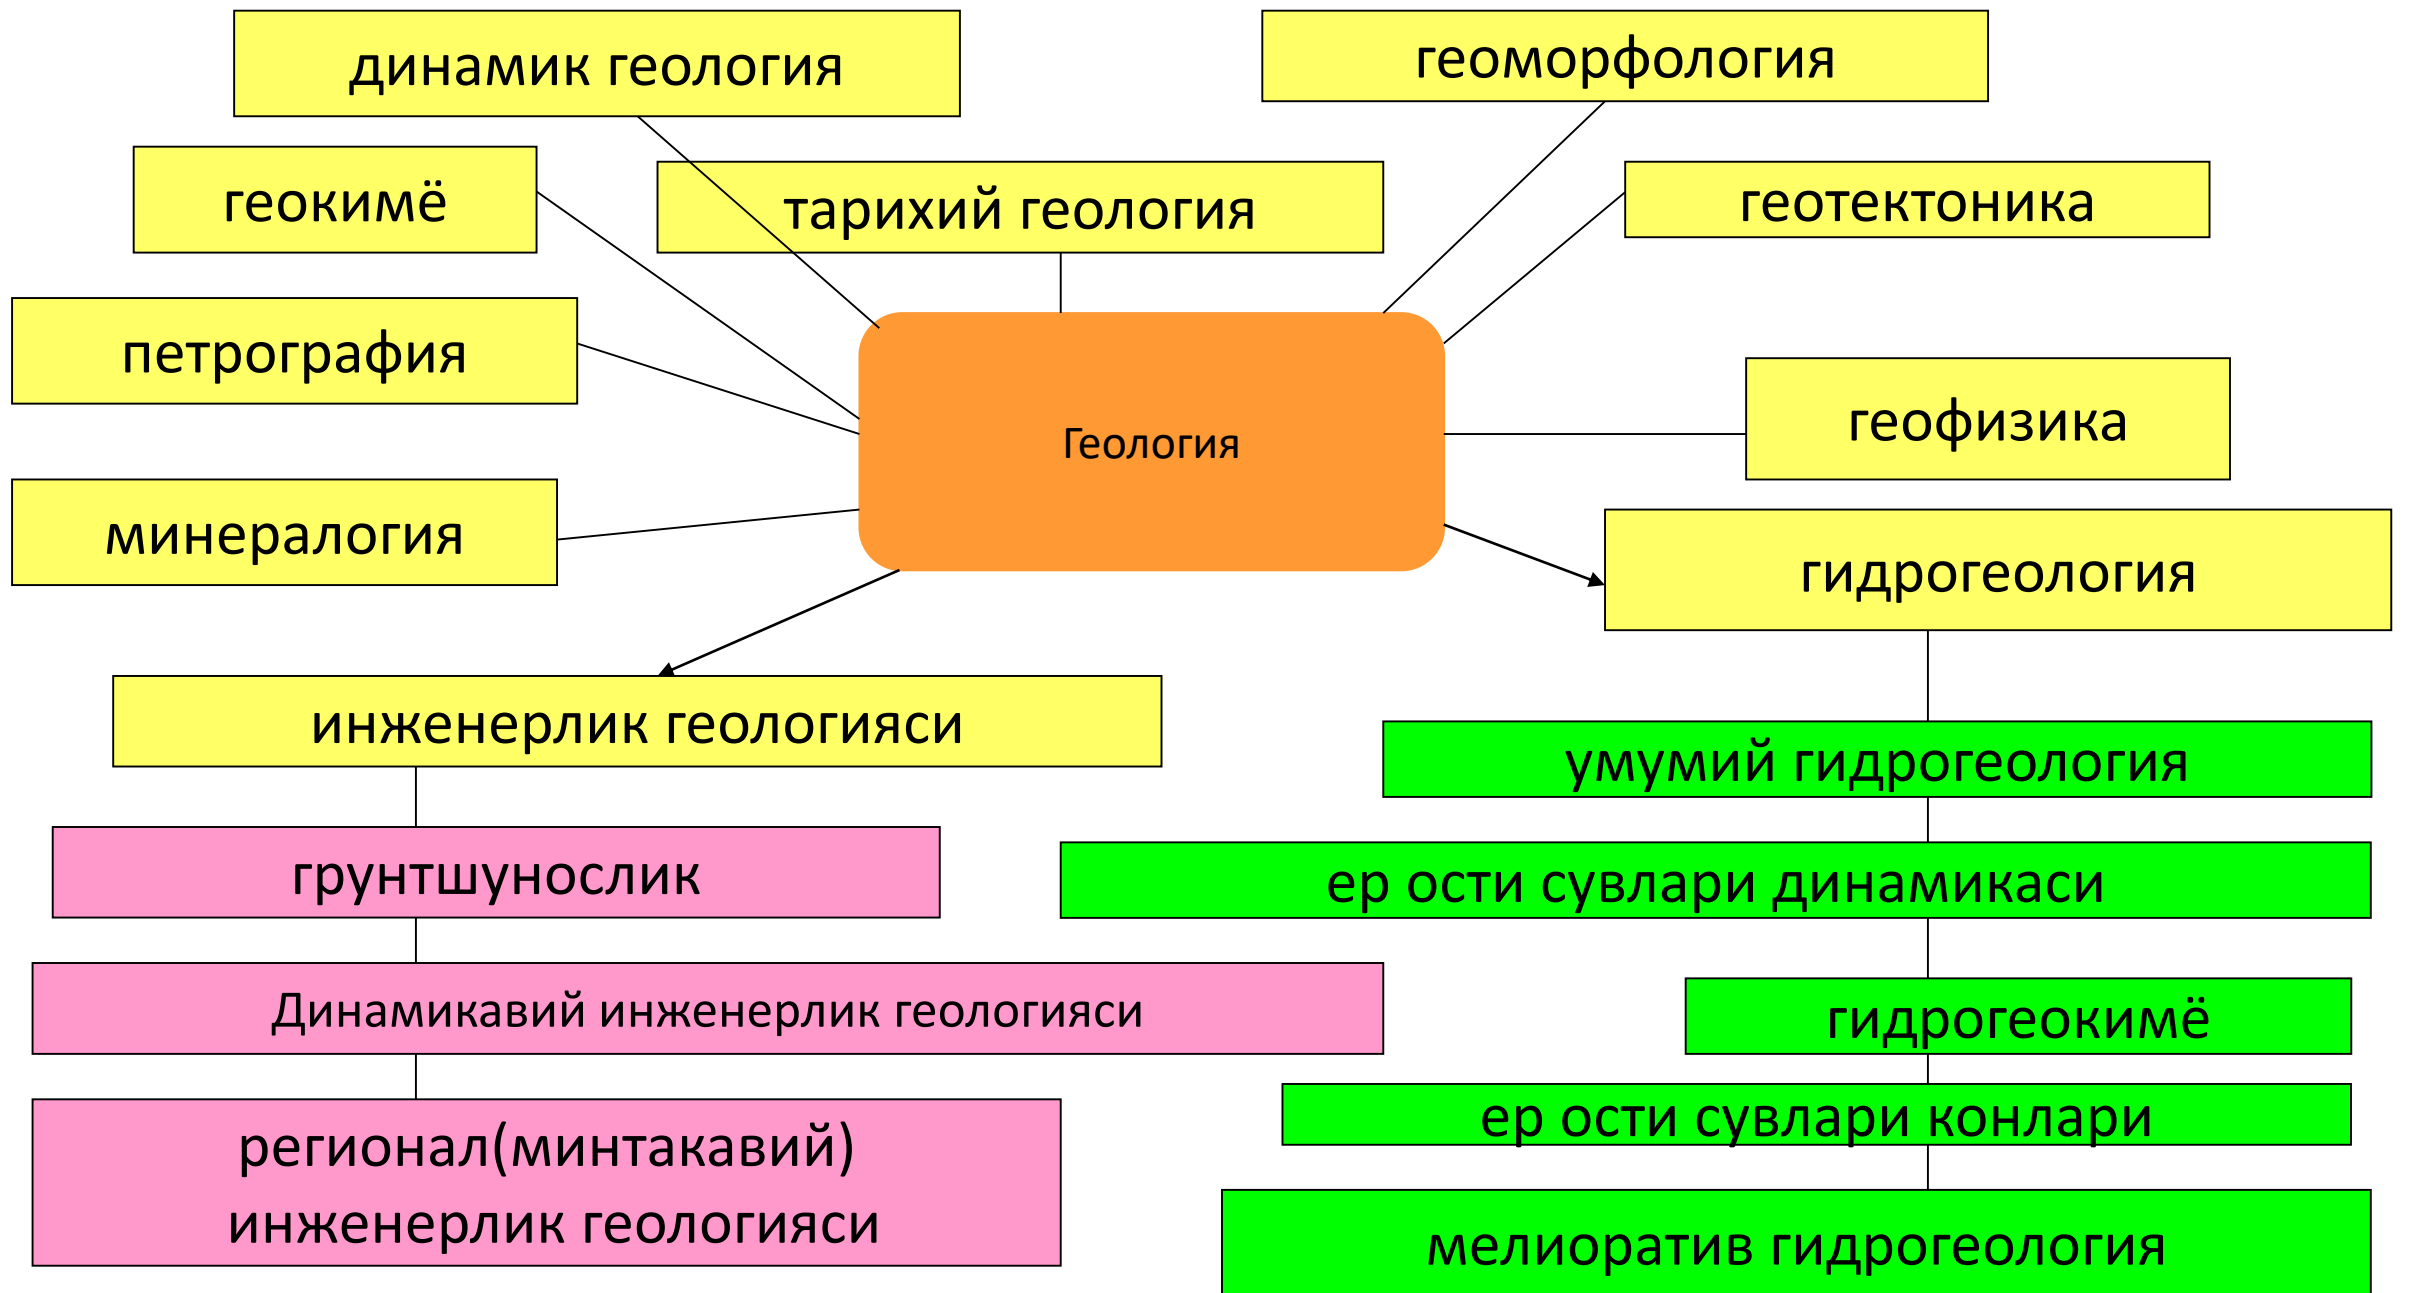 динамик геология
геоморфология
геокимё
тарихий геология
геотектоника
петрография
геофизика
Геология
минералогия
гидрогеология
инженерлик геологияси
умумий гидрогеология
грунтшунослик
ер ости сувлари динамикаси
Динамикавий инженерлик геологияси
гидрогеокимё
ер ости сувлари конлари
регионал(минтакавий)
инженерлик геологияси
мелиоратив гидрогеология